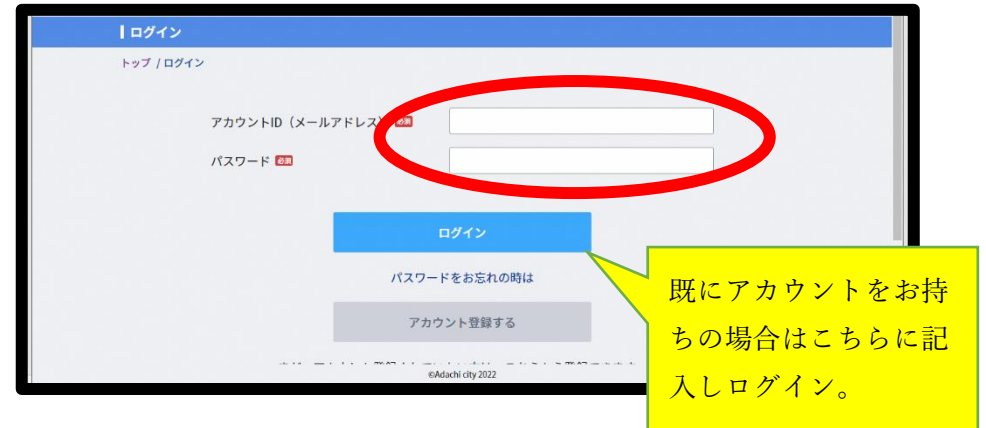 ログイン
トップ / ログイン
アカウントID（メールアドレス） 必須
パスワード 必須
ログイン
パスワードをお忘れの時は
アカウント登録する
©Adachi city 2022
既にアカウントをお持
ちの場合はこちらに記
入しログイン。